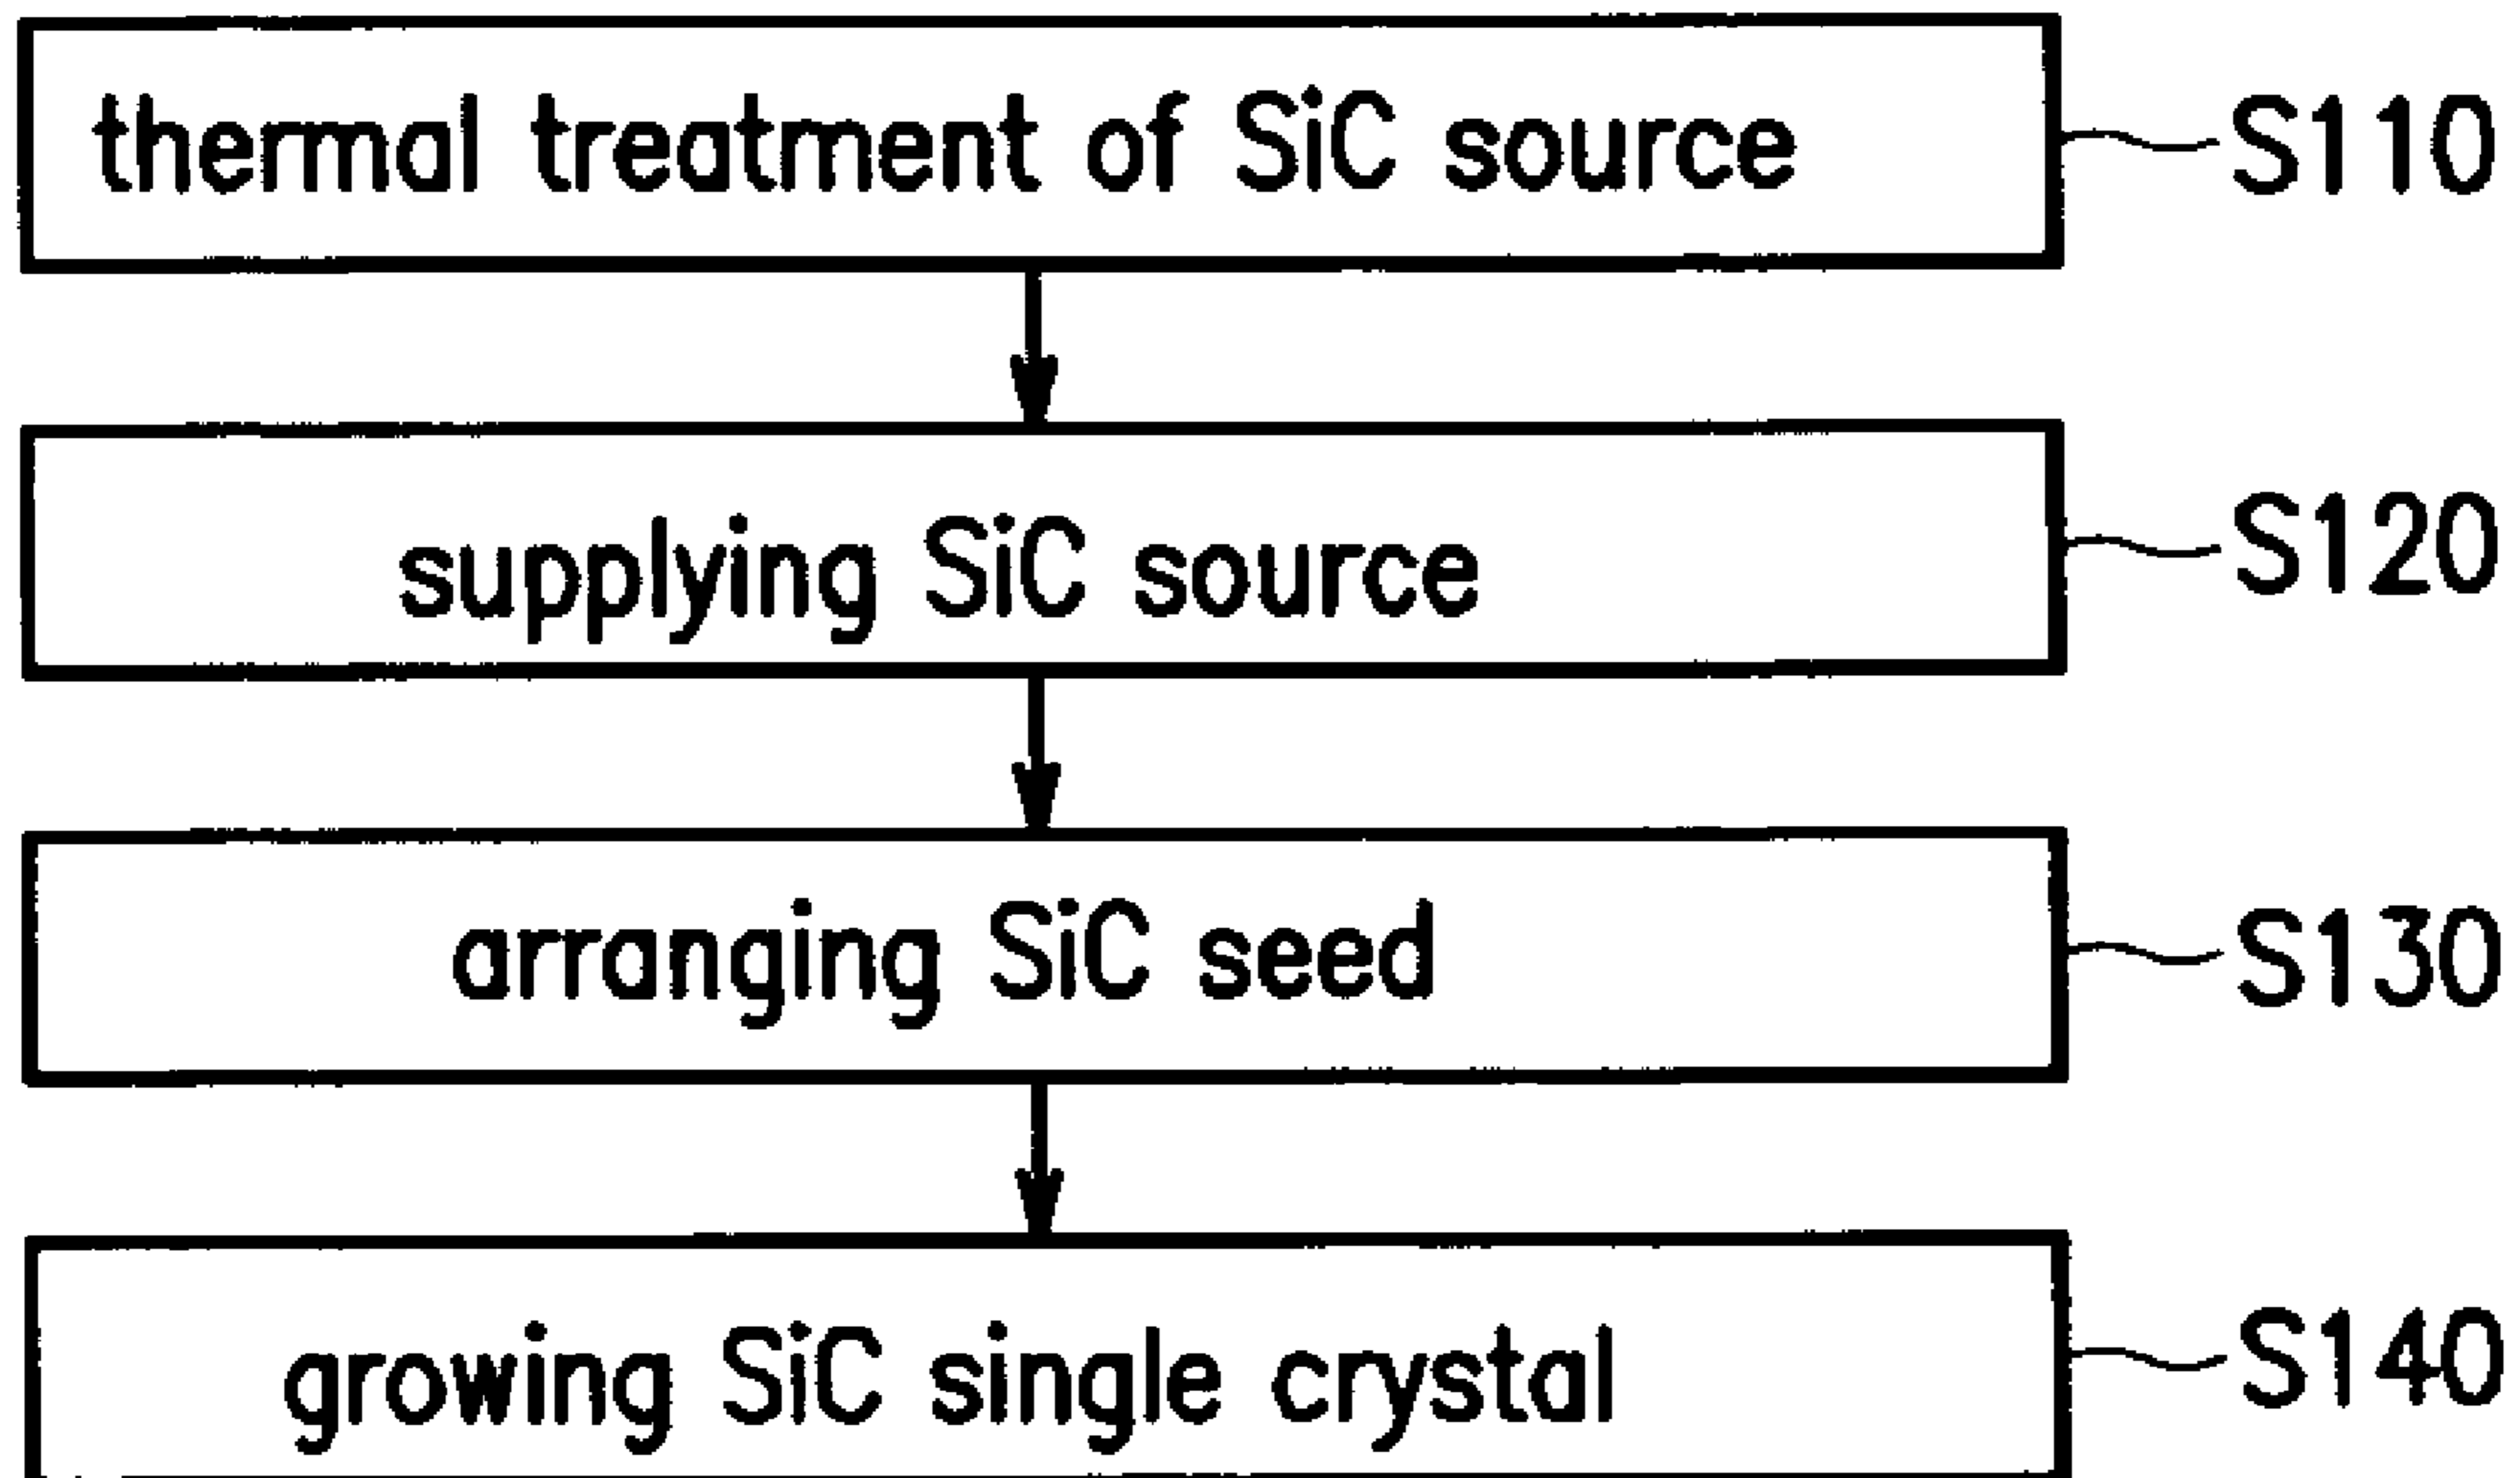 thermal treatment of SiC source S110
supplying SiC source S120
arranging SiC seed S130
growing SiC single crystal S140